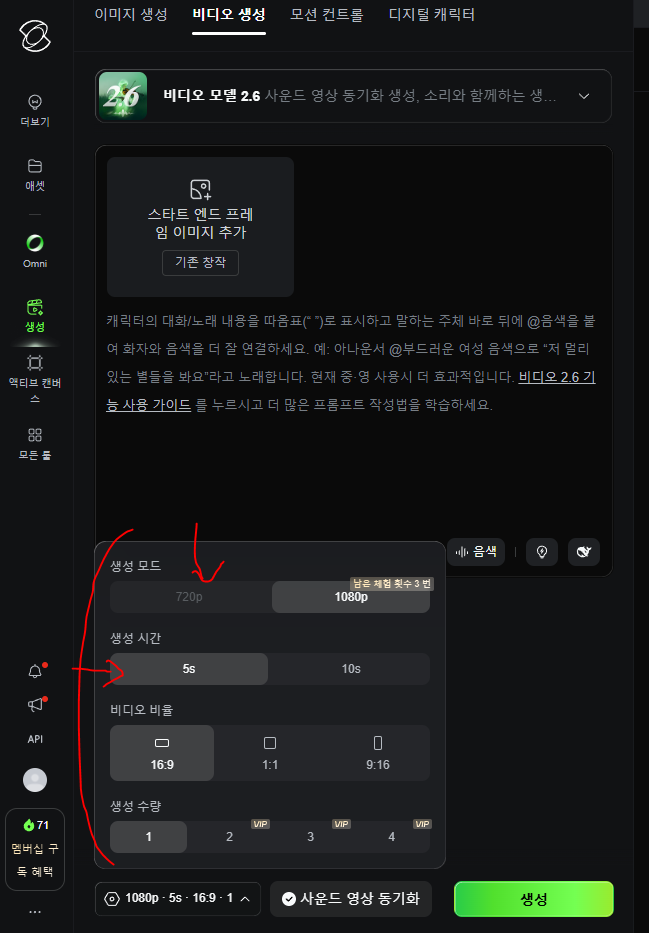 이미지 생성
비디오 생성
모션 컨트롤
디지털 캐릭터
더보기
애셋
Omni
생성
액티브 캔버
스
모든 툴
API
71
멤버십 구
독 혜택
2.6
비디오 모델 2.6 사운드 영상 동기화 생성, 소리와 함께하는 생...
스타트 엔드 프레
임 이미지 추가
기존 창작
캐릭터의 대화/노래 내용을 따옴표(“ ”)로 표시하고 말하는 주체 바로 뒤에 @음색을 붙
여 화자와 음색을 더 잘 연결하세요. 예: 아나운서 @부드러운 여성 음색으로 “저 멀리
있는 별들을 봐요”라고 노래합니다. 현재 중·영 사용시 더 효과적입니다. 비디오 2.6 기
능 사용 가이드 를 누르시고 더 많은 프롬프트 작성법을 학습하세요.
음색
생성 모드
남은 체험 횟수 3 번
720p
1080p
생성 시간
5s
10s
비디오 비율
16:9
1:1
9:16
생성 수량
1
2
VIP
3
VIP
4
VIP
1080p · 5s · 16:9 · 1
사운드 영상 동기화
생성